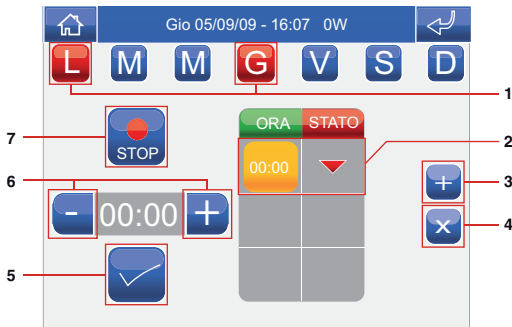 Gio 05/09/09 - 16:07 0W
L M M G V S D
1
7
STOP
ORA STATO
2
00:00
6
- 00:00 +
+
3
x
4
5